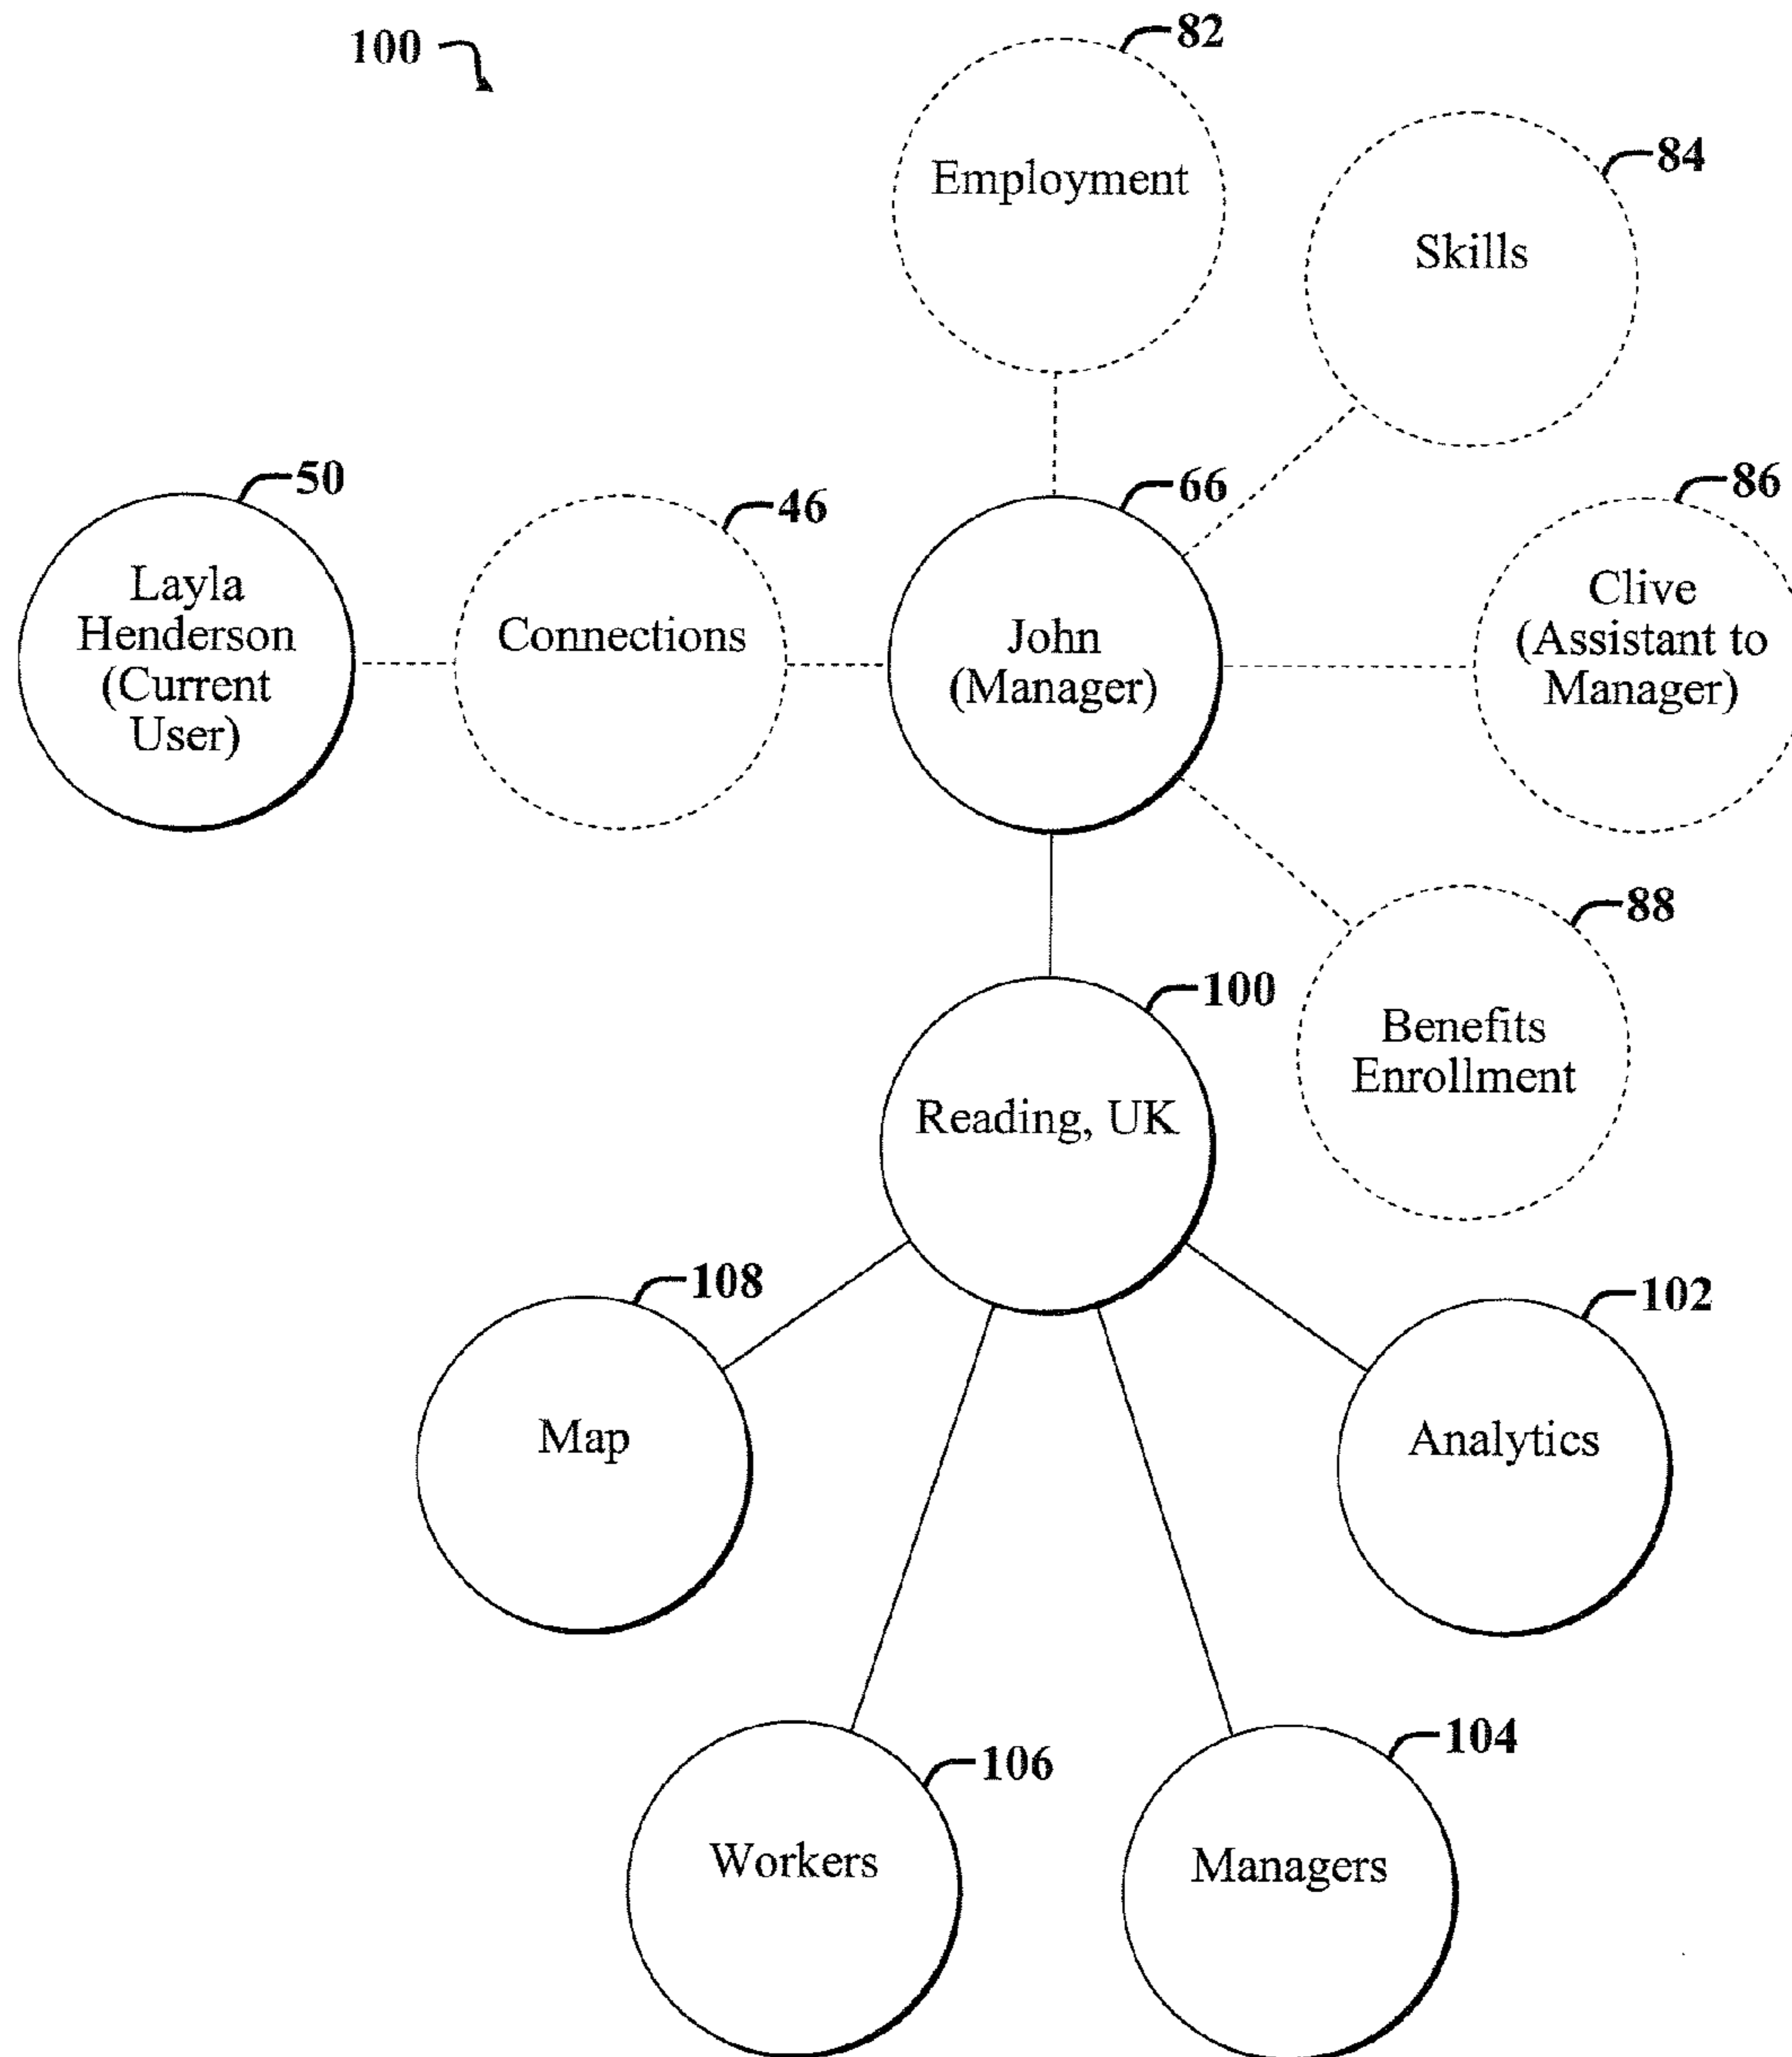 100
82
Employment
84
Skills
50
Layla
Henderson
(Current
User)
46
Connections
66
John
(Manager)
86
Clive
(Assistant to
Manager)
88
Benefits
Enrollment
100
Reading, UK
108
Map
102
Analytics
106
Workers
104
Managers